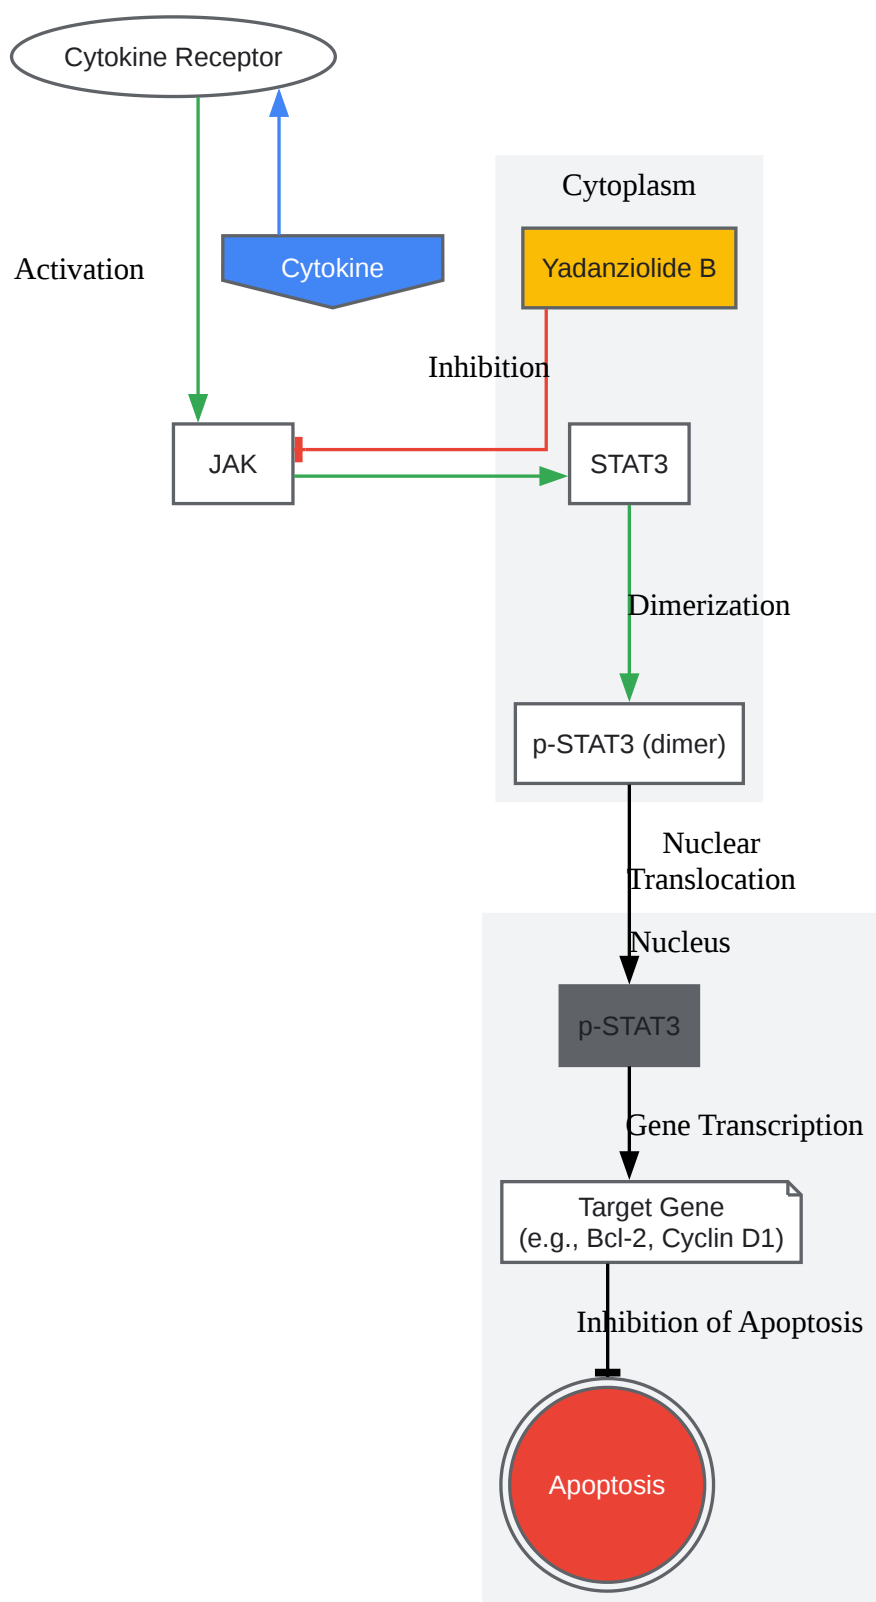 Cytokine Receptor
Cytoplasm
Activation
Cytokine
Yadanziolide B
Inhibition
JAK
STAT3
Dimerization
p-STAT3 (dimer)
Nuclear
Translocation
Nucleus
p-STAT3
Gene Transcription
Target Gene
(e.g., Bcl-2, Cyclin D1)
Inhibition of Apoptosis
Apoptosis